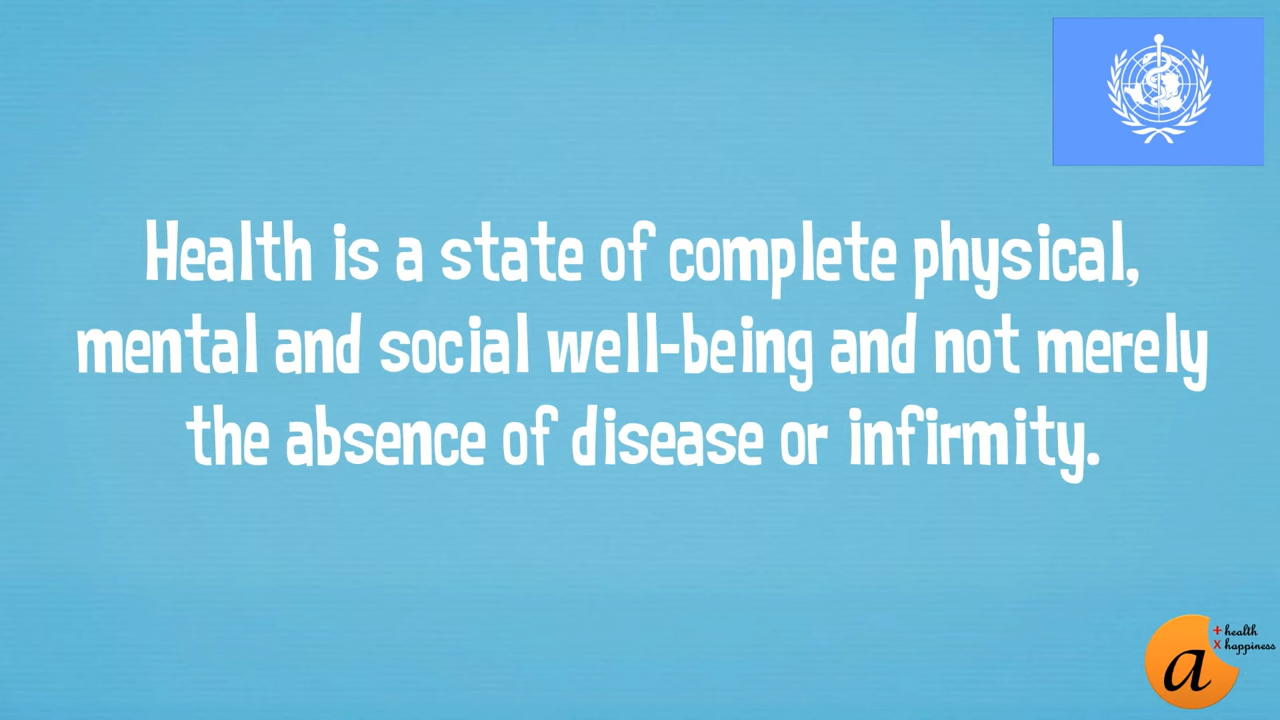 Health is a state of complete physical,
mental and social well-being and not merely
the absence of disease or infirmity.
+ health
x happiness
a